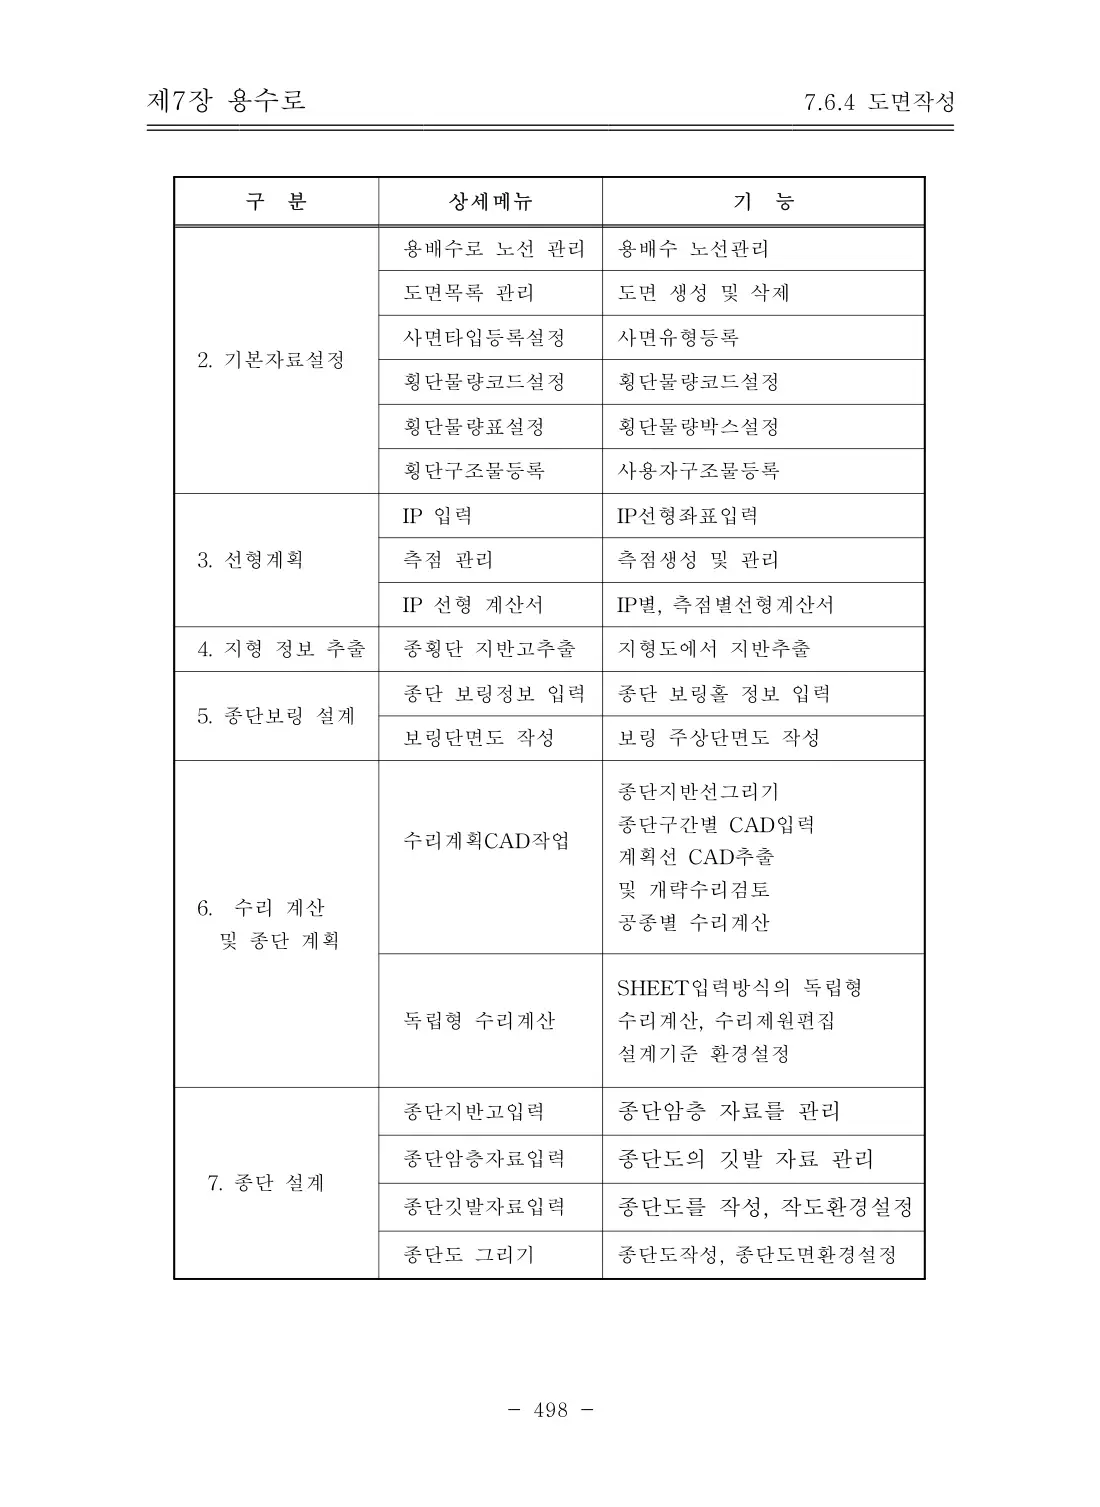 제7장 용수로
7.6.4 도면작성
구 분 상세메뉴 기 능
2. 기본자료설정
용배수로 노선 관리 용배수 노선관리
도면목록 관리 도면 생성 및 삭제
사면타입등록설정 사면유형등록
횡단물량코드설정 횡단물량코드설정
횡단물량표설정 횡단물량박스설정
횡단구조물등록 사용자구조물등록
3. 선형계획
IP 입력 IP선형좌표입력
측점 관리 측점생성 및 관리
IP 선형 계산서 IP별, 측점별선형계산서
4. 지형 정보 추출 종횡단 지반고추출 지형도에서 지반추출
5. 종단보링 설계
종단 보링정보 입력 종단 보링홀 정보 입력
보링단면도 작성 보링 주상단면도 작성
6. 수리 계산
및 종단 계획
수리계획CAD작업
종단지반선그리기
종단구간별 CAD입력
계획선 CAD추출
및 개략수리검토
공종별 수리계산
독립형 수리계산
SHEET입력방식의 독립형
수리계산, 수리제원편집
설계기준 환경설정
7. 종단 설계
종단지반고입력 종단암층 자료를 관리
종단암층자료입력 종단도의 깃발 자료 관리
종단깃발자료입력 종단도를 작성, 작도환경설정
종단도 그리기 종단도작성, 종단도면환경설정
- 498 -